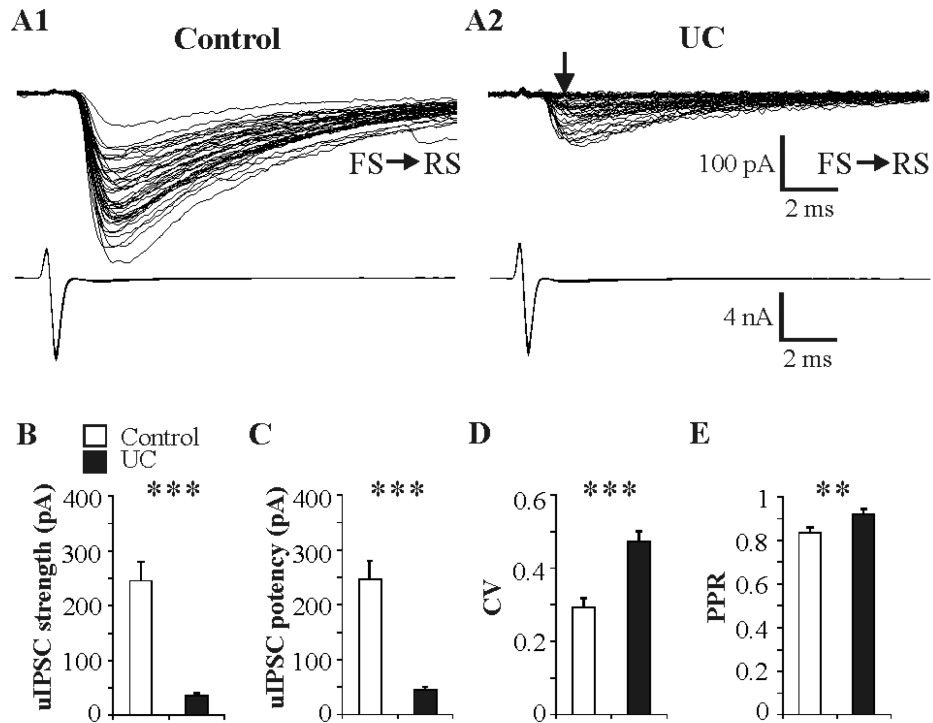 A1
Control
A2
UC
FS→RS
100 pA
2 ms
FS→RS
4 nA
2 ms
B
Control
UC
C
D
E
***
uIPSC strength (pA)
400
300
200
100
0
***
uIPSC potency (pA)
400
300
200
100
0
***
CV
0.6
0.4
0.2
0
**
PPR
1
0.8
0.6
0.4
0.2
0